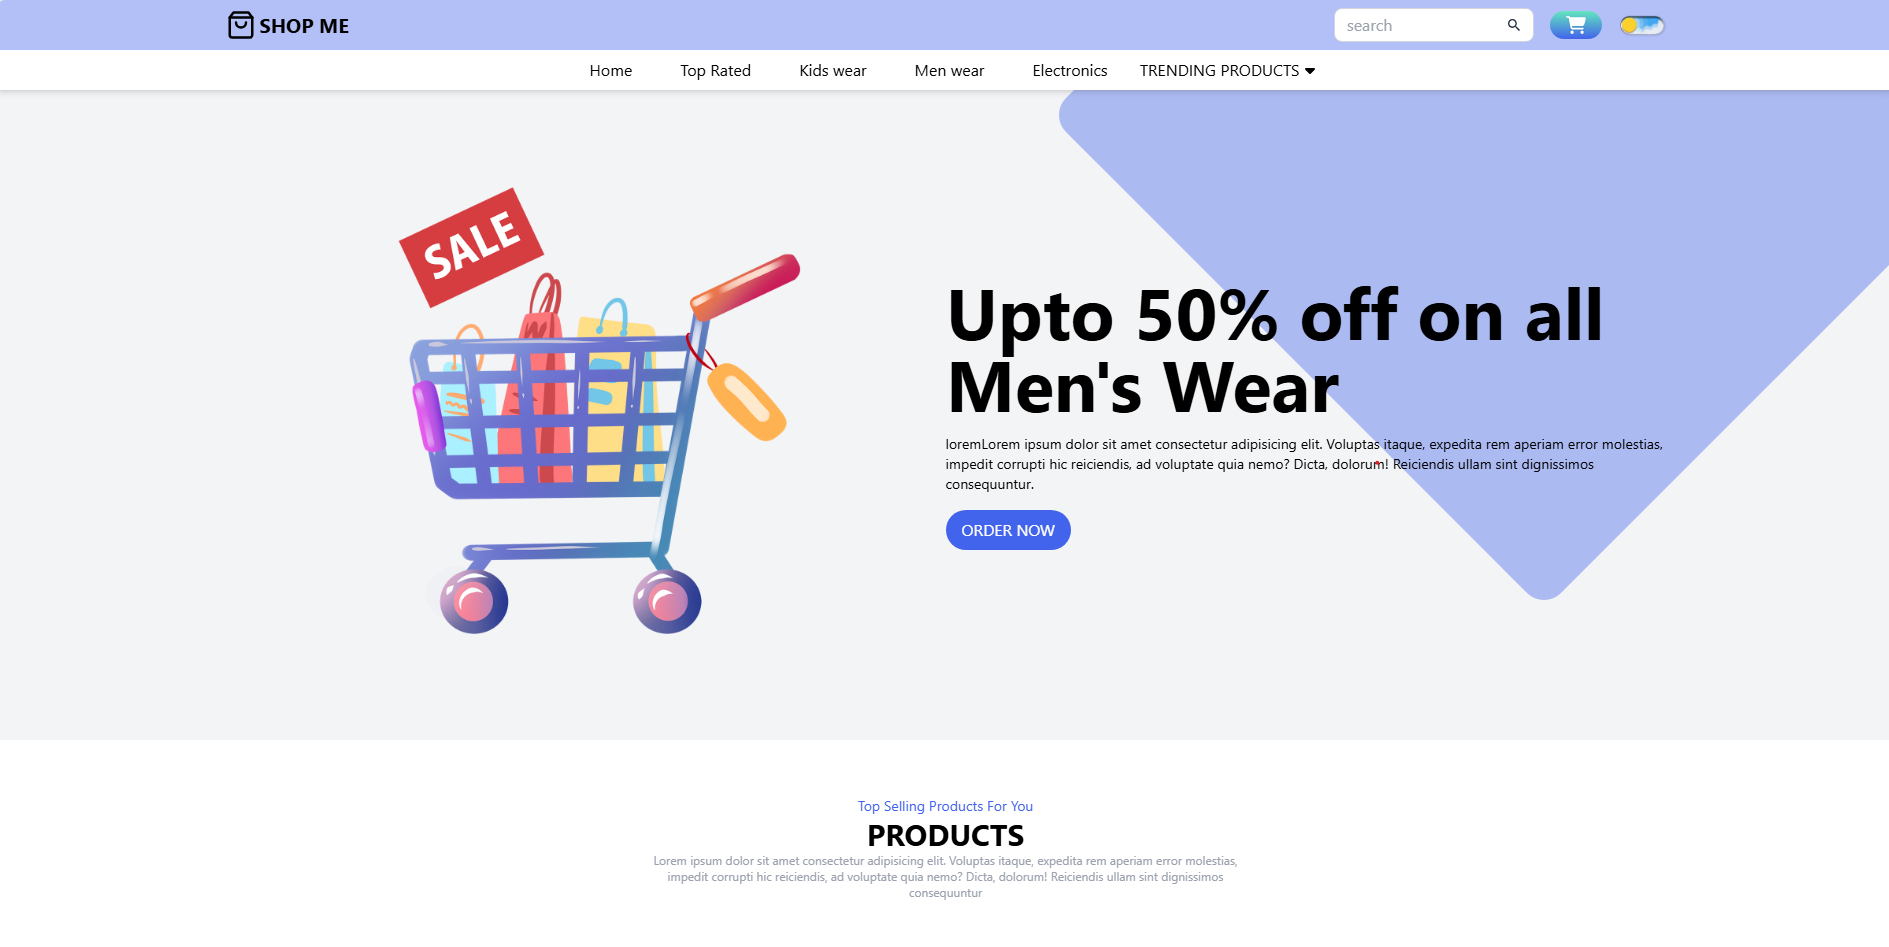 SHOP ME
search
Home Top Rated Kids wear Men wear Electronics TRENDING PRODUCTS
SALE
Upto 50% off on all
Men's Wear
loremLorem ipsum dolor sit amet consectetur adipisicing elit. Voluptas itaque, expedita rem aperiam error molestias,
impedit corrupti hic reiciendis, ad voluptate quia nemo? Dicta, dolorum! Reiciendis ullam sint dignissimos
consequuntur.
ORDER NOW
Top Selling Products For You
PRODUCTS
Lorem ipsum dolor sit amet consectetur adipisicing elit. Voluptas itaque, expedita rem aperiam error molestias,
impedit corrupti hic reiciendis, ad voluptate quia nemo? Dicta, dolorum! Reiciendis ullam sint dignissimos
consequuntur